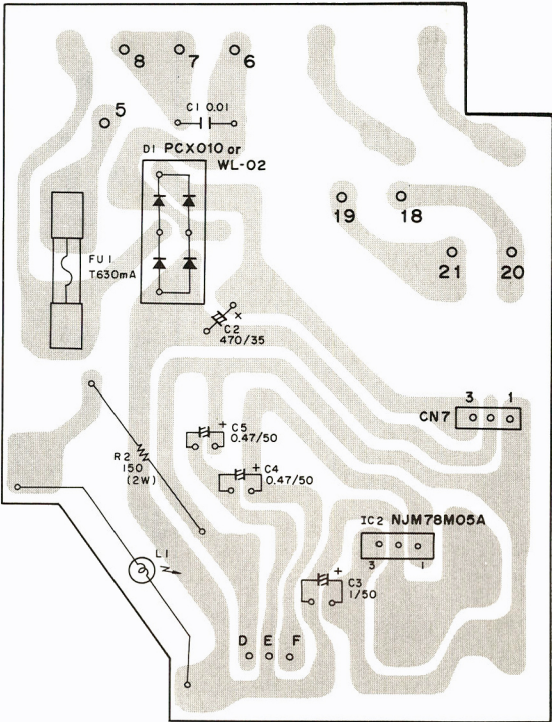 8 7 6
5
C1 0.01
D1 PCX010 or
WL-02
19 18
FU1
T630mA
21 20
x
C2
470/35
3 1
CN7
+
C5
0.47/50
R2
150
(2W)
+
C4
0.47/50
IC2 NJM78M05A
3 1
L1
+
C3
1/50
D E F